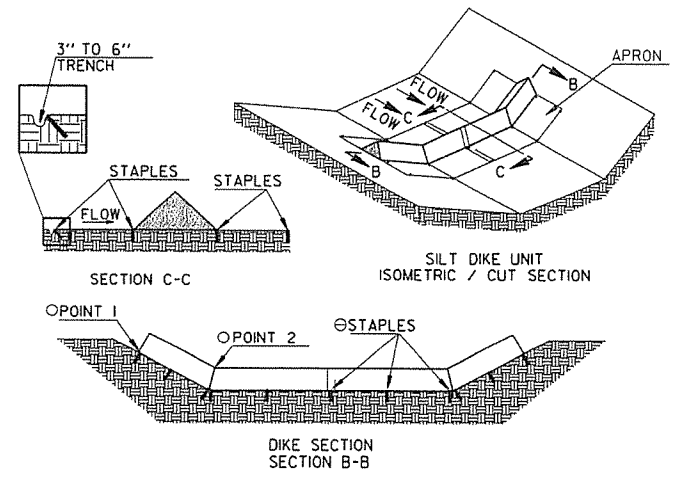 3" TO 6"
TRENCH
STAPLES
STAPLES
FLOW
SECTION C-C
APRON
FLOW
FLOW
C
B
B
C
SILT DIKE UNIT
ISOMETRIC / CUT SECTION
○POINT 1
○POINT 2
⊖STAPLES
DIKE SECTION
SECTION B-B